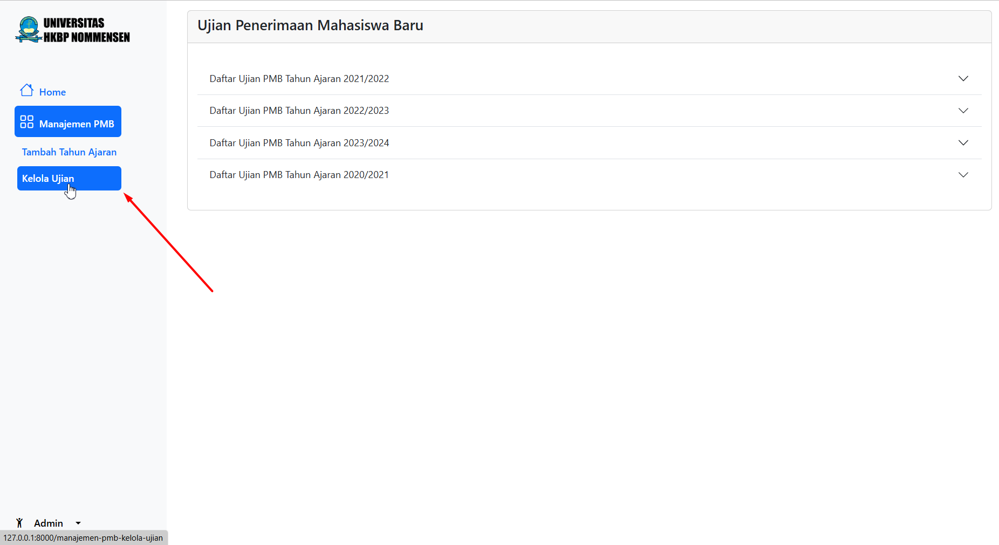 UNIVERSITAS
HKBP NOMMENSEN
Home
Manajemen PMB
Tambah Tahun Ajaran
Kelola Ujian
Ujian Penerimaan Mahasiswa Baru
Daftar Ujian PMB Tahun Ajaran 2021/2022
Daftar Ujian PMB Tahun Ajaran 2022/2023
Daftar Ujian PMB Tahun Ajaran 2023/2024
Daftar Ujian PMB Tahun Ajaran 2020/2021
Admin
127.0.0.1:8000/manajemen-pmb-kelola-ujian